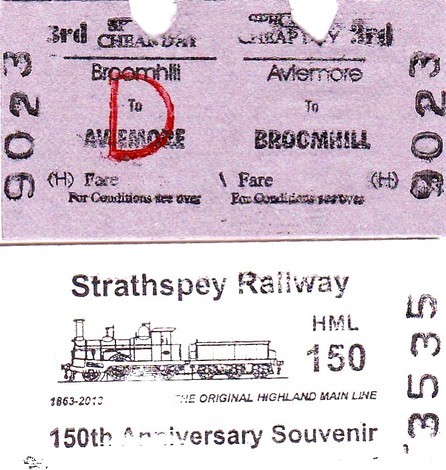 3rd CHEAP DAY CHEAP DAY 3rd
Broomhill Aviemore
To To
D
AVIEMORE BROOMHILL
(H) Fare \ Fare (H)
For Conditions see over For Conditions see over
9023 9023
Strathspey Railway
HML
150
1863-2013 THE ORIGINAL HIGHLAND MAIN LINE
150th Anniversary Souvenir
3535